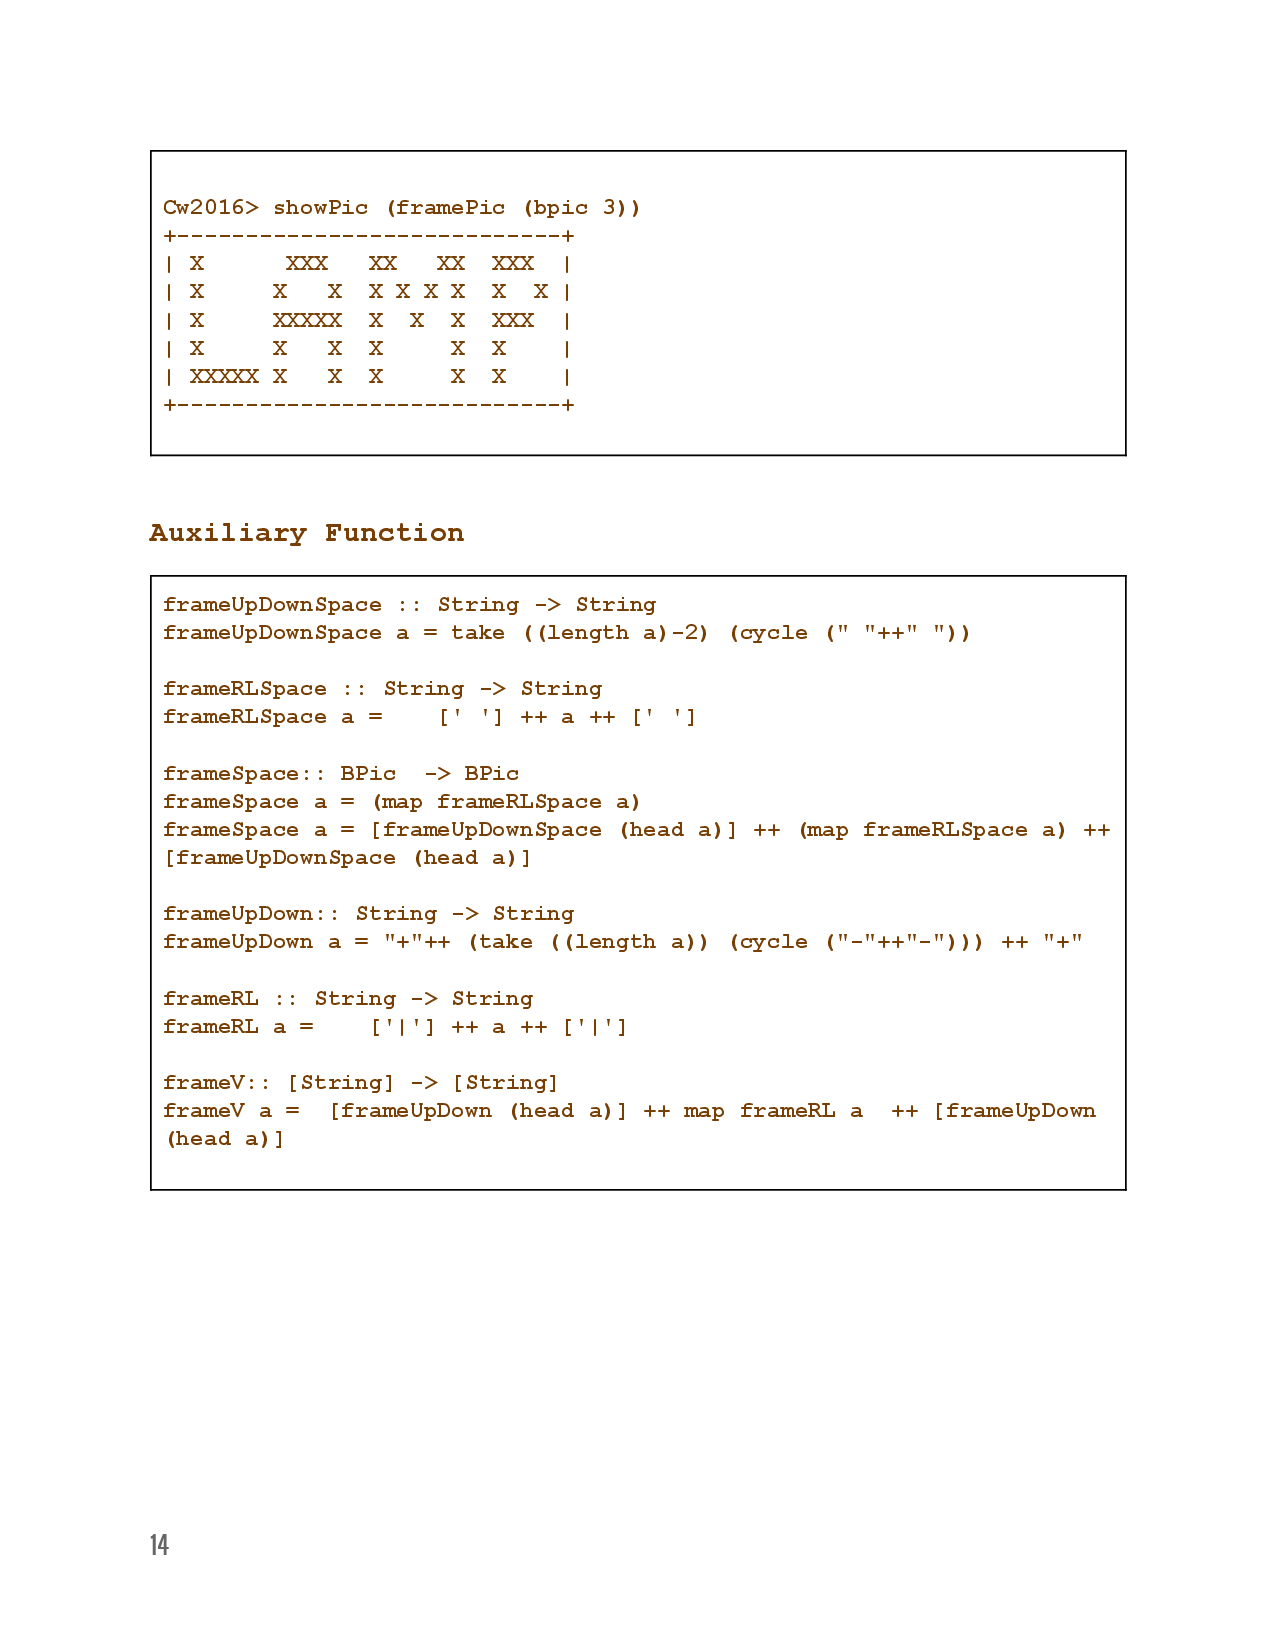 Cw2016> showPic (framePic (bpic 3))
+----------------------------+
| X      XXX   XX   XX  XXX  |
| X     X   X  X X X X  X  X |
| X     XXXXX  X  X  X  XXX  |
| X     X   X  X     X  X    |
| XXXXX X   X  X     X  X    |
+----------------------------+
Auxiliary Function
frameUpDownSpace :: String -> String
frameUpDownSpace a = take ((length a)-2) (cycle (" "++" "))
frameRLSpace :: String -> String
frameRLSpace a =    [' '] ++ a ++ [' ']
frameSpace:: BPic  -> BPic
frameSpace a = (map frameRLSpace a)
frameSpace a = [frameUpDownSpace (head a)] ++ (map frameRLSpace a) ++
[frameUpDownSpace (head a)]
frameUpDown:: String -> String
frameUpDown a = "+"++ (take ((length a)) (cycle ("-"++"-"))) ++ "+"
frameRL :: String -> String
frameRL a =    ['|'] ++ a ++ ['|']
frameV:: [String] -> [String]
frameV a =  [frameUpDown (head a)] ++ map frameRL a  ++ [frameUpDown
(head a)]
14